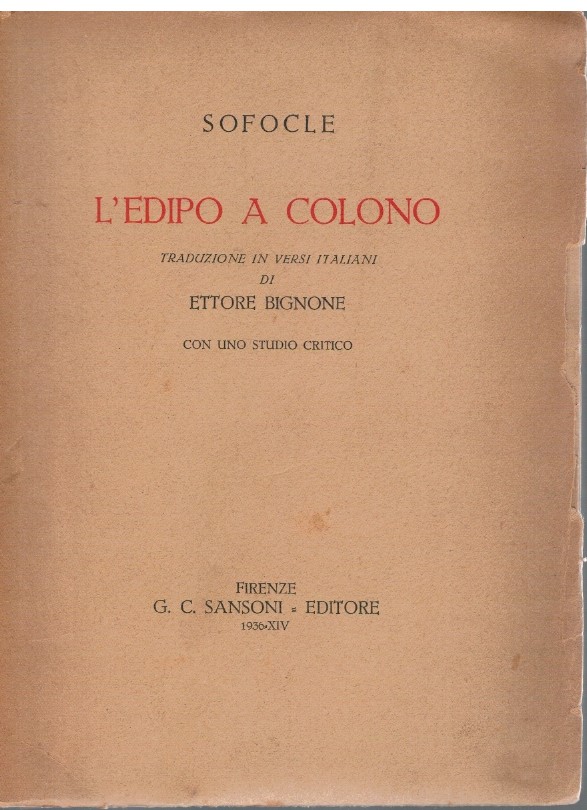 SOFOCLE
L'EDIPO A COLONO
TRADUZIONE IN VERSI ITALIANI
DI
ETTORE BIGNONE
CON UNO STUDIO CRITICO
FIRENZE
G. C. SANSONI - EDITORE
1936-XIV